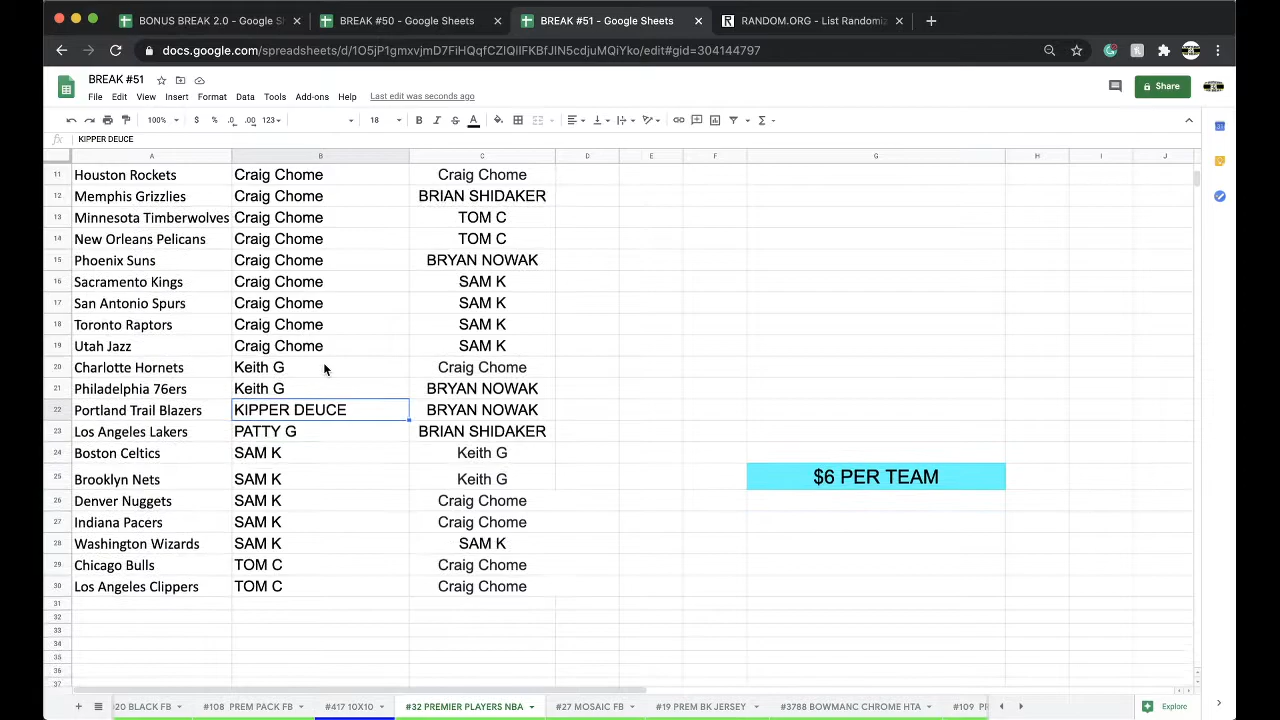 BONUS BREAK 2.0 - Google S
BREAK #50 - Google Sheets
BREAK #51 - Google Sheets
RANDOM.ORG - List Randomiz
docs.google.com/spreadsheets/d/1O5jP1gmxvjmD7FiHQqfCZIQIIFKBfJIN5cdjuMQiYko/edit#gid=304144797
BREAK #51
File Edit View Insert Format Data Tools Add-ons Help Last edit was seconds ago
Share
100% $ % .0 .00 123 18 B I S A
fx KIPPER DEUCE
A B C D E F G H I J
11 Houston Rockets Craig Chome Craig Chome
12 Memphis Grizzlies Craig Chome BRIAN SHIDAKER
13 Minnesota Timberwolves Craig Chome TOM C
14 New Orleans Pelicans Craig Chome TOM C
15 Phoenix Suns Craig Chome BRYAN NOWAK
16 Sacramento Kings Craig Chome SAM K
17 San Antonio Spurs Craig Chome SAM K
18 Toronto Raptors Craig Chome SAM K
19 Utah Jazz Craig Chome SAM K
20 Charlotte Hornets Keith G Craig Chome
21 Philadelphia 76ers Keith G BRYAN NOWAK
22 Portland Trail Blazers KIPPER DEUCE BRYAN NOWAK
23 Los Angeles Lakers PATTY G BRIAN SHIDAKER
24 Boston Celtics SAM K Keith G
25 Brooklyn Nets SAM K Keith G $6 PER TEAM
26 Denver Nuggets SAM K Craig Chome
27 Indiana Pacers SAM K Craig Chome
28 Washington Wizards SAM K SAM K
29 Chicago Bulls TOM C Craig Chome
30 Los Angeles Clippers TOM C Craig Chome
31
32
33
34
35
36
37
20 BLACK FB #108 PREM PACK FB #417 10X10 #32 PREMIER PLAYERS NBA #27 MOSAIC FB #19 PREM BK JERSEY #3788 BOWMANC CHROME HTA #109 PR Explore